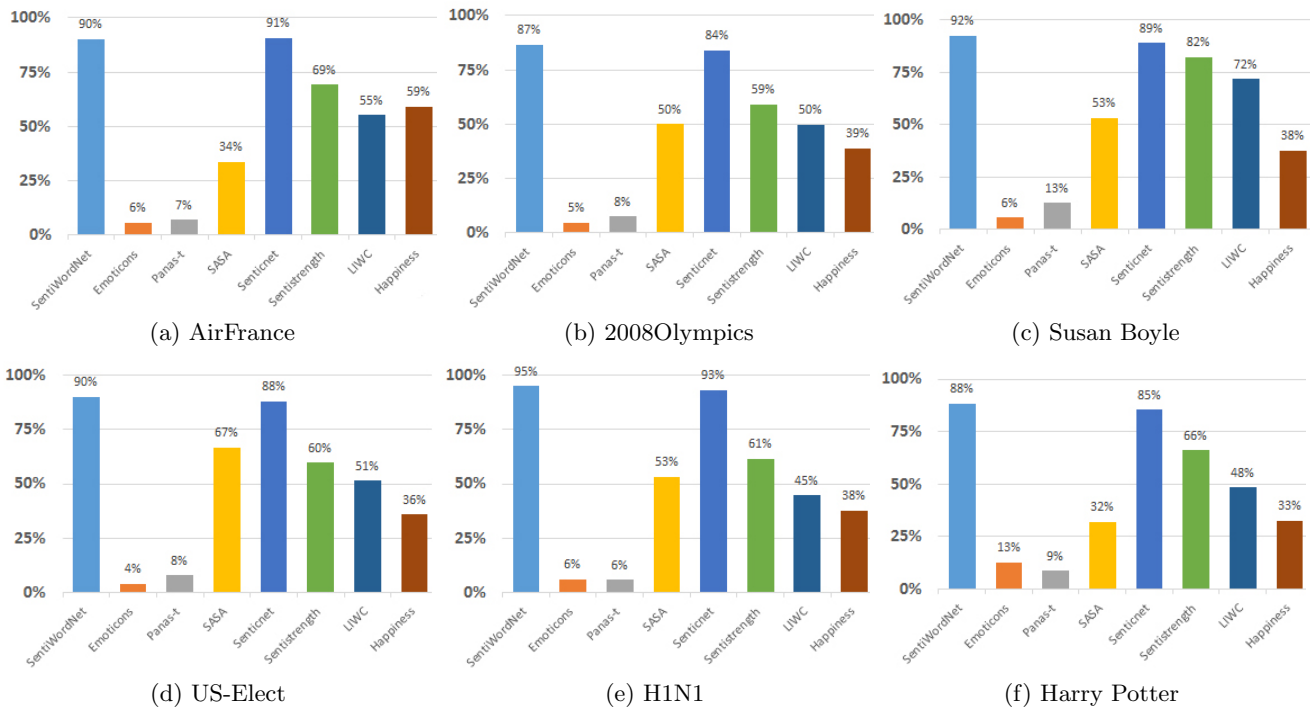 100%
75%
50%
25%
0%
90%
6%
7%
34%
91%
69%
55%
59%
SentiWordNet
Emoticons
Panas-t
SASA
Senticnet
Sentistrength
LIWC
Happiness
(a) AirFrance
100%
75%
50%
25%
0%
87%
5%
8%
50%
84%
59%
50%
39%
SentiWordNet
Emoticons
Panas-t
SASA
Senticnet
Sentistrength
LIWC
Happiness
(b) 2008Olympics
100%
75%
50%
25%
0%
92%
6%
13%
53%
89%
82%
72%
38%
SentiWordNet
Emoticons
Panas-t
SASA
Senticnet
Sentistrength
LIWC
Happiness
(c) Susan Boyle
100%
75%
50%
25%
0%
90%
4%
8%
67%
88%
60%
51%
36%
SentiWordNet
Emoticons
Panas-t
SASA
Senticnet
Sentistrength
LIWC
Happiness
(d) US-Elect
100%
75%
50%
25%
0%
95%
6%
6%
53%
93%
61%
45%
38%
SentiWordNet
Emoticons
Panas-t
SASA
Senticnet
Sentistrength
LIWC
Happiness
(e) H1N1
100%
75%
50%
25%
0%
88%
13%
9%
32%
85%
66%
48%
33%
SentiWordNet
Emoticons
Panas-t
SASA
Senticnet
Sentistrength
LIWC
Happiness
(f) Harry Potter